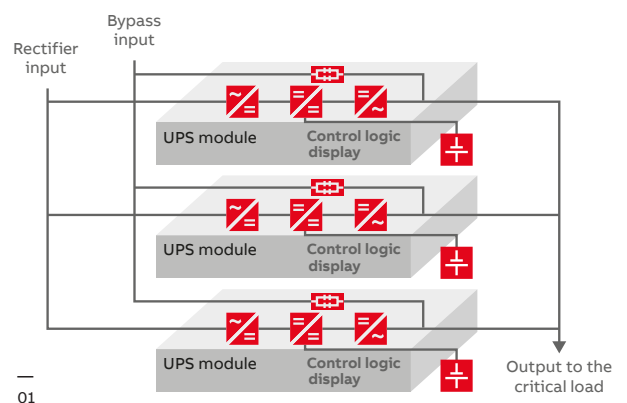 Bypass
input
Rectifier
input
UPS module
Control logic
display
UPS module
Control logic
display
UPS module
Control logic
display
Output to the
critical load
01